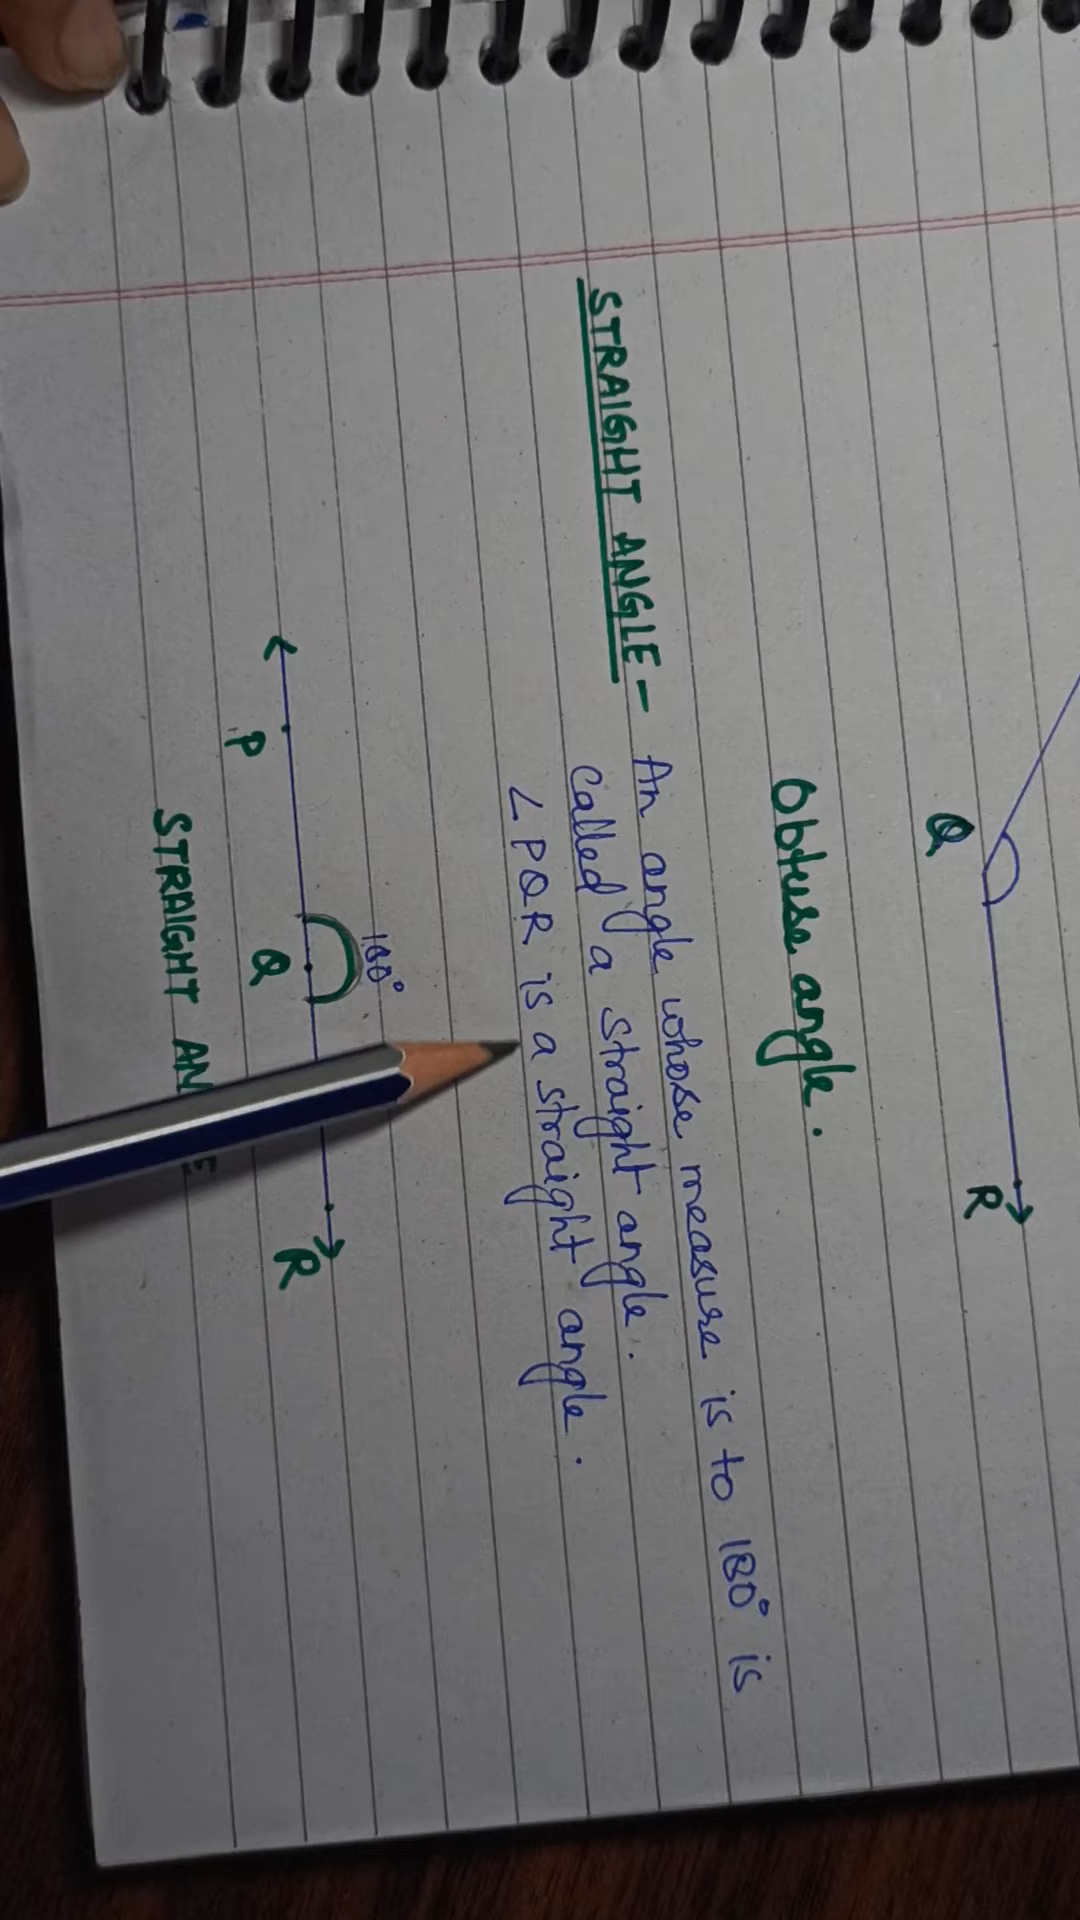 Q
R
Obtuse angle.
STRAIGHT ANGLE - An angle whose measure is to 180° is
called a straight angle.
∠PQR is a straight angle.
180°
P Q R
STRAIGHT